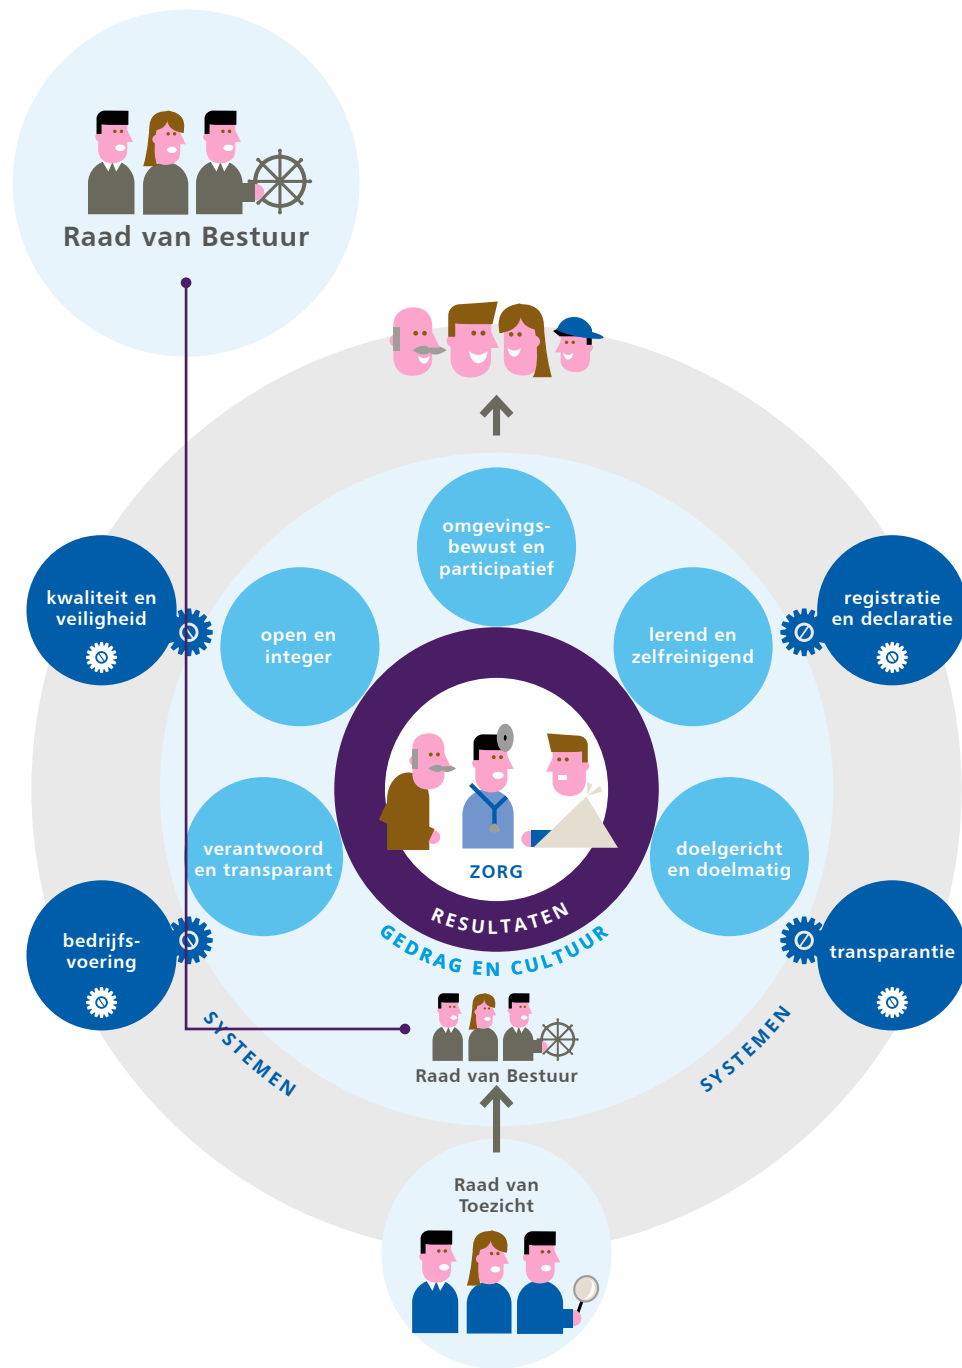 Raad van Bestuur
omgevings-
bewust en
participatief
kwaliteit en
veiligheid
registratie
en declaratie
open en
integer
lerend en
zelfreinigend
verantwoord
en transparant
doelgericht
en doelmatig
ZORG
RESULTATEN
GEDRAG EN CULTUUR
bedrijfs-
voering
transparantie
SYSTEMEN
SYSTEMEN
Raad van Bestuur
Raad van
Toezicht